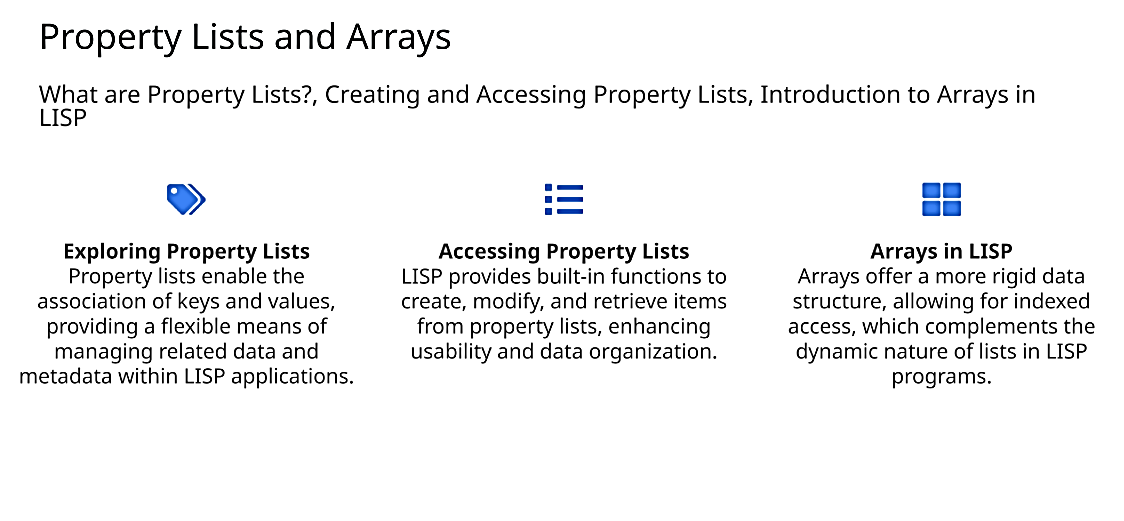 Property Lists and Arrays
What are Property Lists?, Creating and Accessing Property Lists, Introduction to Arrays in
LISP
Exploring Property Lists
Property lists enable the
association of keys and values,
providing a flexible means of
managing related data and
metadata within LISP applications.
Accessing Property Lists
LISP provides built-in functions to
create, modify, and retrieve items
from property lists, enhancing
usability and data organization.
Arrays in LISP
Arrays offer a more rigid data
structure, allowing for indexed
access, which complements the
dynamic nature of lists in LISP
programs.